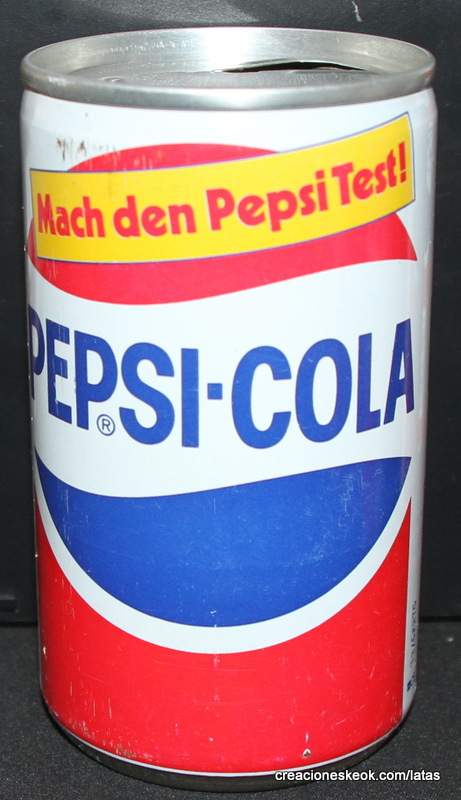 Mach den Pepsi Test!
PEPSI-COLA
®
creacioneskeok.com/latas